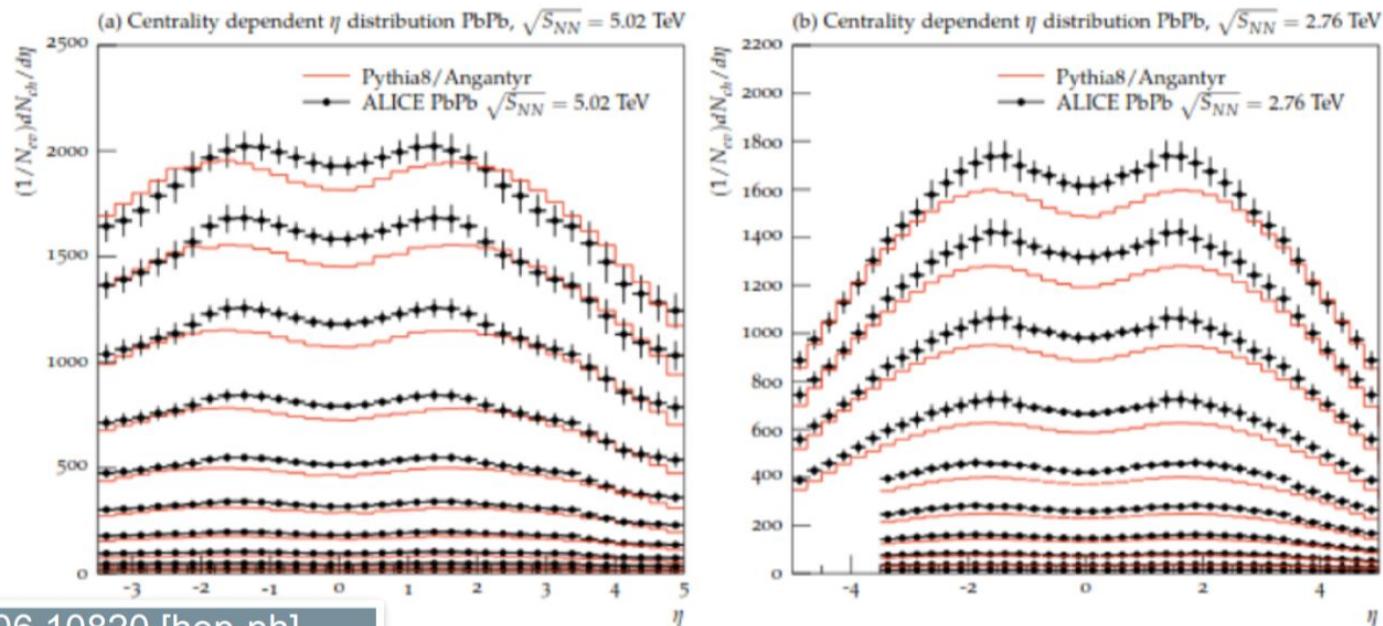 (a) Centrality dependent η distribution PbPb, √S_NN = 5.02 TeV
(1/N_ev)dN_ch/dη
2500
2000
1500
1000
500
0
Pythia8/Angantyr
ALICE PbPb √S_NN = 5.02 TeV
-3 -2 -1 0 1 2 3 4 5
η
(b) Centrality dependent η distribution PbPb, √S_NN = 2.76 TeV
(1/N_ev)dN_ch/dη
2200
2000
1800
1600
1400
1200
1000
800
600
400
200
0
Pythia8/Angantyr
ALICE PbPb √S_NN = 2.76 TeV
-4 -2 0 2 4
η
10820 [hep-ph]